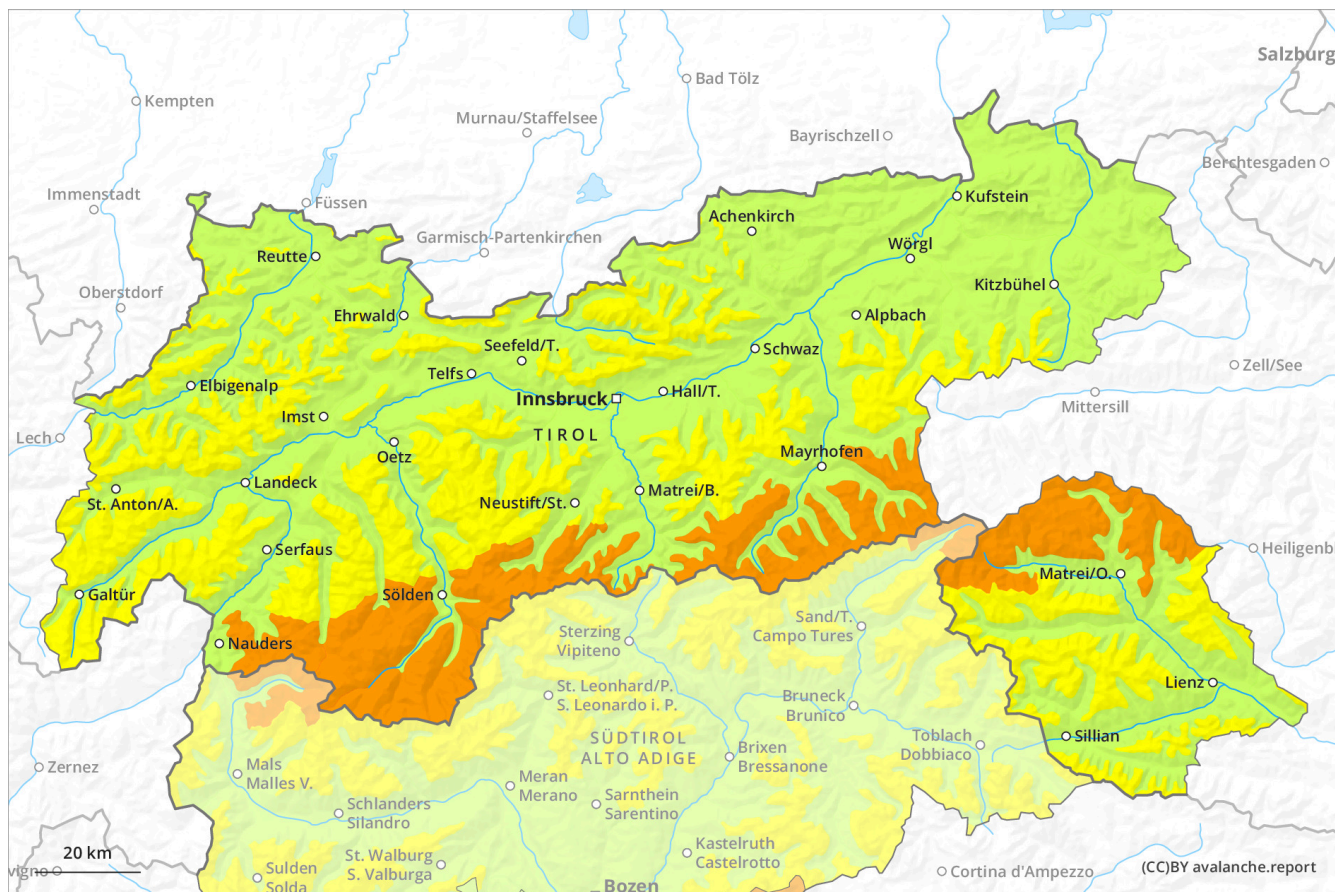 Salzburg
Bad Tölz
Kempten
Murnau/Staffelsee
Bayrischzell
Berchtesgaden
Immenstadt
Füssen
Kufstein
Achenkirch
Garmisch-Partenkirchen
Wörgl
Reutte
Kitzbühel
Oberstdorf
Ehrwald
Alpbach
Seefeld/T.
Schwaz
Zell/See
Telfs
Elbigenalp
Innsbruck
Hall/T.
Mittersill
Imst
TIROL
Lech
Oetz
Mayrhofen
Landeck
Matrei/B.
St. Anton/A.
Neustift/St.
Serfaus
Heiligenb
Matrei/O.
Galtür
Sölden
Sand/T.
Campo Tures
Sterzing
Vipiteno
Nauders
Lienz
St. Leonhard/P.
S. Leonardo i. P.
Bruneck
Brunico
SÜDTIROL
ALTO ADIGE
Toblach
Dobbiaco
Sillian
Brixen
Bressanone
Zernez
Mals
Malles V.
Meran
Merano
Sarnthein
Sarentino
Schlanders
Silandro
Kastelruth
Castelrotto
20 km
St. Walburg
S. Valburga
vigno
Sulden
Solda
Cortina d'Ampezzo
(CC)BY avalanche.report
Bozen